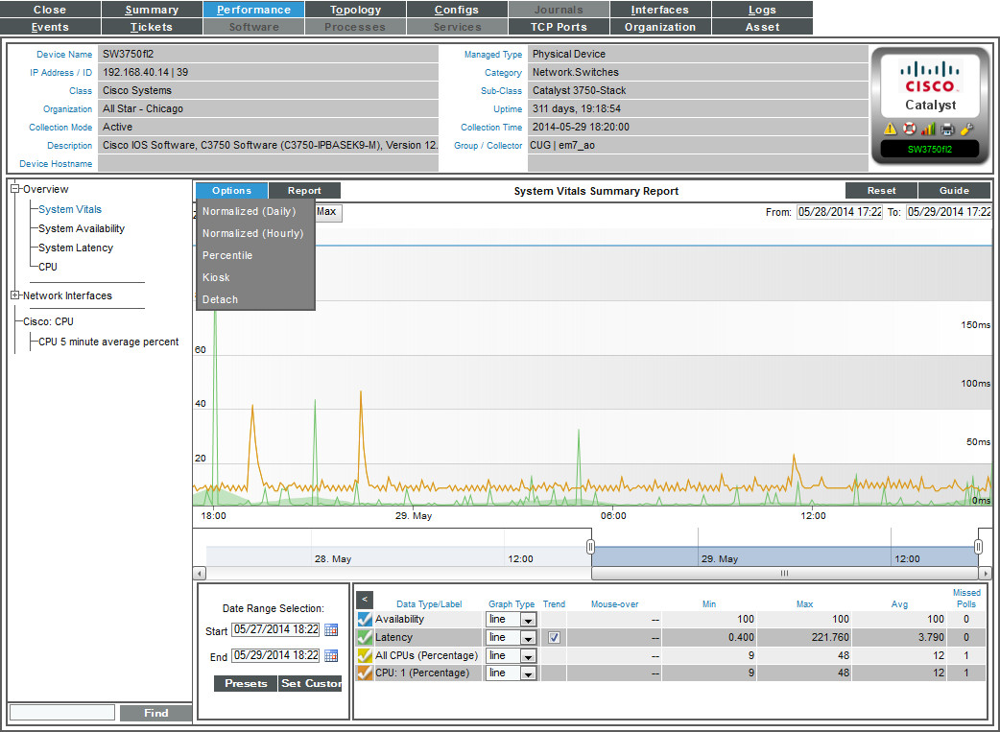 Close Summary Performance Topology Configs Journals Interfaces Logs
Events Tickets Software Processes Services TCP Ports Organization Asset
Device Name SW3750fl2 Managed Type Physical Device
IP Address / ID 192.168.40.14 | 39 Category Network.Switches
Class Cisco Systems Sub-Class Catalyst 3750-Stack
Organization All Star - Chicago Uptime 311 days, 19:18:54
Collection Mode Active Collection Time 2014-05-29 18:20:00
Description Cisco IOS Software, C3750 Software (C3750-IPBASEK9-M), Version 12. Group / Collector CUG | em7_ao
Device Hostname
CISCO
Catalyst
SW3750fl2
Overview
System Vitals
System Availability
System Latency
CPU
Network Interfaces
Cisco: CPU
CPU 5 minute average percent
Find
Options Report System Vitals Summary Report Reset Guide
Max From: 05/28/2014 17:22 To: 05/29/2014 17:22
Normalized (Daily)
Normalized (Hourly)
Percentile
Kiosk
Detach
150ms
60
100ms
40
50ms
20
0ms
18:00 29. May 06:00 12:00
28. May 12:00 29. May 12:00
Date Range Selection:
Start 05/27/2014 18:22
End 05/29/2014 18:22
Presets Set Custor
< Data Type/Label Graph Type Trend Mouse-over Min Max Avg Missed Polls
Availability line -- 100 100 100 0
Latency line -- 0.400 221.760 3.790 0
All CPUs (Percentage) line -- 9 48 12 1
CPU: 1 (Percentage) line -- 9 48 12 1